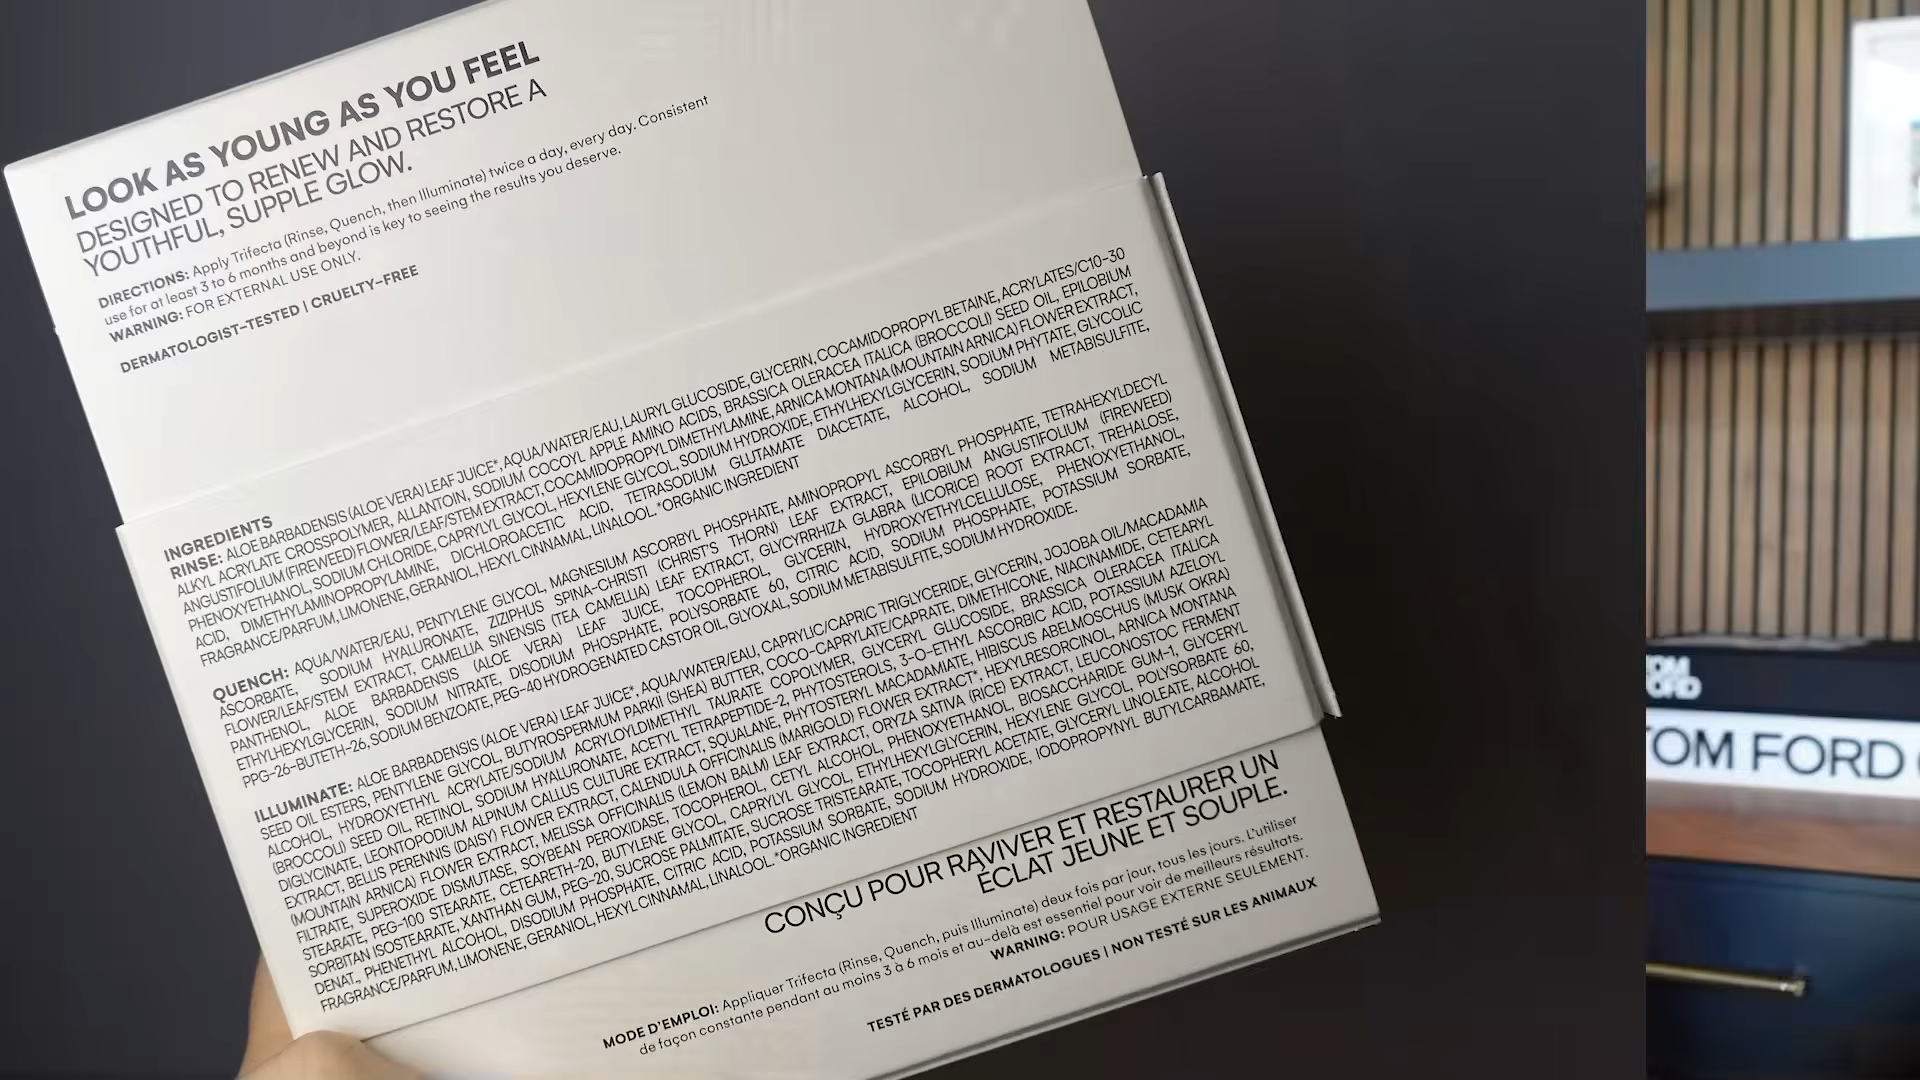 LOOK AS YOUNG AS YOU FEEL
DESIGNED TO RENEW AND RESTORE A
YOUTHFUL, SUPPLE GLOW.
DIRECTIONS: Apply Trifecta (Rinse, Quench, then Illuminate) twice a day, every day. Consistent
use for at least 3 to 6 months and beyond is key to seeing the results you deserve.
WARNING: FOR EXTERNAL USE ONLY.
DERMATOLOGIST-TESTED | CRUELTY-FREE
INGREDIENTS
RINSE: ALOE BARBADENSIS (ALOE VERA) LEAF JUICE*, AQUA/WATER/EAU, LAURYL GLUCOSIDE, GLYCERIN, COCAMIDOPROPYL BETAINE, ACRYLATES/C10-30
ALKYL ACRYLATE CROSSPOLYMER, ALLANTOIN, SODIUM COCOYL APPLE AMINO ACIDS, BRASSICA OLERACEA ITALICA (BROCCOLI) SEED OIL, EPILOBIUM
ANGUSTIFOLIUM (FIREWEED) FLOWER/LEAF/STEM EXTRACT, COCAMIDOPROPYL DIMETHYLAMINE, ARNICA MONTANA (MOUNTAIN ARNICA) FLOWER EXTRACT,
PHENOXYETHANOL, SODIUM CHLORIDE, CAPRYLYL GLYCOL, HEXYLENE GLYCOL, SODIUM HYDROXIDE, ETHYLHEXYLGLYCERIN, SODIUM PHYTATE, GLYCOLIC
ACID, DIMETHYLAMINOPROPYLAMINE, DICHLOROACETIC ACID, TETRASODIUM GLUTAMATE DIACETATE, ALCOHOL, SODIUM METABISULFITE,
FRAGRANCE/PARFUM, LIMONENE, GERANIOL, HEXYL CINNAMAL, LINALOOL. *ORGANIC INGREDIENT
QUENCH: AQUA/WATER/EAU, PENTYLENE GLYCOL, MAGNESIUM ASCORBYL PHOSPHATE, AMINOPROPYL ASCORBYL PHOSPHATE, TETRAHEXYLDECYL
ASCORBATE, SODIUM HYALURONATE, ZIZIPHUS SPINA-CHRISTI (CHRIST'S THORN) LEAF EXTRACT, EPILOBIUM ANGUSTIFOLIUM (FIREWEED)
FLOWER/LEAF/STEM EXTRACT, CAMELLIA SINENSIS (TEA CAMELLIA) LEAF EXTRACT, GLYCYRRHIZA GLABRA (LICORICE) ROOT EXTRACT, TREHALOSE,
PANTHENOL, ALOE BARBADENSIS (ALOE VERA) LEAF JUICE, TOCOPHEROL, GLYCERIN, HYDROXYETHYLCELLULOSE, PHENOXYETHANOL,
ETHYLHEXYLGLYCERIN, SODIUM NITRATE, DISODIUM PHOSPHATE, POLYSORBATE 60, CITRIC ACID, SODIUM PHOSPHATE, POTASSIUM SORBATE,
PPG-26-BUTETH-26, SODIUM BENZOATE, PEG-40 HYDROGENATED CASTOR OIL, GLYOXAL, SODIUM METABISULFITE, SODIUM HYDROXIDE.
ILLUMINATE: ALOE BARBADENSIS (ALOE VERA) LEAF JUICE*, AQUA/WATER/EAU, CAPRYLIC/CAPRIC TRIGLYCERIDE, GLYCERIN, JOJOBA OIL/MACADAMIA
SEED OIL ESTERS, PENTYLENE GLYCOL, BUTYROSPERMUM PARKII (SHEA) BUTTER, COCO-CAPRYLATE/CAPRATE, DIMETHICONE, NIACINAMIDE, CETEARYL
ALCOHOL, HYDROXYETHYL ACRYLATE/SODIUM ACRYLOYLDIMETHYL TAURATE COPOLYMER, GLYCERYL GLUCOSIDE, BRASSICA OLERACEA ITALICA
(BROCCOLI) SEED OIL, RETINOL, SODIUM HYALURONATE, ACETYL TETRAPEPTIDE-2, PHYTOSTEROLS, 3-O-ETHYL ASCORBIC ACID, POTASSIUM AZELOYL
DIGLYCINATE, LEONTOPODIUM ALPINUM CALLUS CULTURE EXTRACT, SQUALANE, PHYTOSTERYL MACADAMIATE, HIBISCUS ABELMOSCHUS (MUSK OKRA)
EXTRACT, BELLIS PERENNIS (DAISY) FLOWER EXTRACT, CALENDULA OFFICINALIS (MARIGOLD) FLOWER EXTRACT*, HEXYLRESORCINOL, ARNICA MONTANA
(MOUNTAIN ARNICA) FLOWER EXTRACT, MELISSA OFFICINALIS (LEMON BALM) LEAF EXTRACT, ORYZA SATIVA (RICE) EXTRACT, LEUCONOSTOC FERMENT
FILTRATE, SUPEROXIDE DISMUTASE, SOYBEAN PEROXIDASE, TOCOPHEROL, CETYL ALCOHOL, PHENOXYETHANOL, BIOSACCHARIDE GUM-1, GLYCERYL
STEARATE, PEG-100 STEARATE, CETEARETH-20, BUTYLENE GLYCOL, CAPRYLYL GLYCOL, ETHYLHEXYLGLYCERIN, HEXYLENE GLYCOL, POLYSORBATE 60,
SORBITAN ISOSTEARATE, XANTHAN GUM, PEG-20, SUCROSE PALMITATE, SUCROSE TRISTEARATE, TOCOPHERYL ACETATE, GLYCERYL LINOLEATE, ALCOHOL
DENAT., PHENETHYL ALCOHOL, DISODIUM PHOSPHATE, CITRIC ACID, POTASSIUM SORBATE, SODIUM HYDROXIDE, IODOPROPYNYL BUTYLCARBAMATE,
FRAGRANCE/PARFUM, LIMONENE, GERANIOL, HEXYL CINNAMAL, LINALOOL. *ORGANIC INGREDIENT
CONÇU POUR RAVIVER ET RESTAURER UN
ÉCLAT JEUNE ET SOUPLE.
MODE D'EMPLOI: Appliquer Trifecta (Rinse, Quench, puis Illuminate) deux fois par jour, tous les jours. L'utiliser
de façon constante pendant au moins 3 à 6 mois et au-delà est essentiel pour voir de meilleurs résultats.
WARNING: POUR USAGE EXTERNE SEULEMENT.
TESTÉ PAR DES DERMATOLOGUES | NON TESTÉ SUR LES ANIMAUX
TOM
FORD
TOM FORD